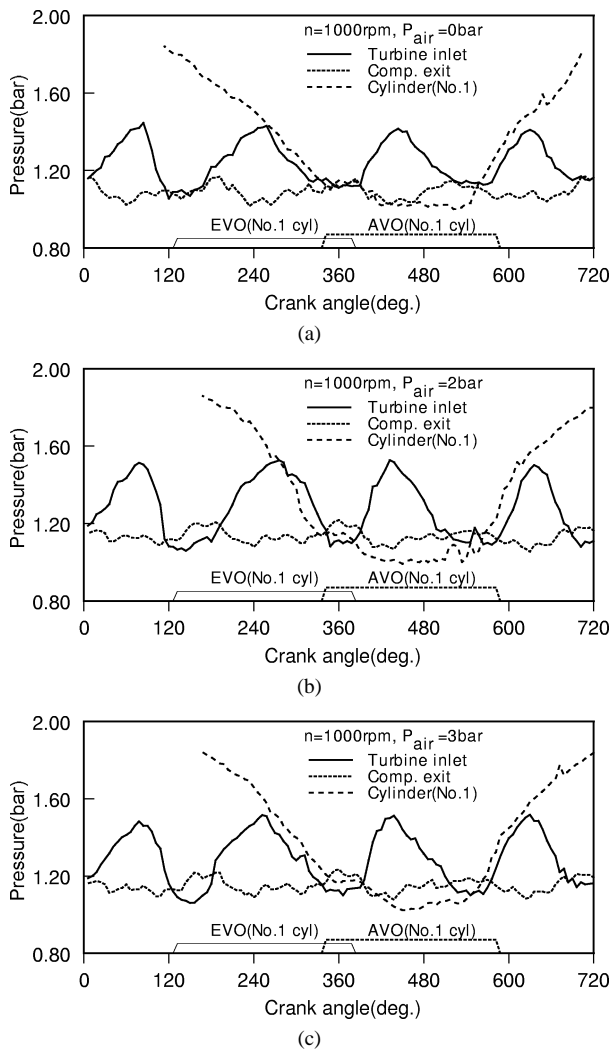 2.00
n=1000rpm, Pair=0bar
Turbine inlet
Comp. exit
Cylinder(No.1)
1.60
Pressure(bar)
1.20
EVO(No.1 cyl)
AVO(No.1 cyl)
0.80
0 120 240 360 480 600 720
Crank angle(deg.)
(a)
2.00
n=1000rpm, Pair=2bar
Turbine inlet
Comp. exit
Cylinder(No.1)
1.60
Pressure(bar)
1.20
EVO(No.1 cyl)
AVO(No.1 cyl)
0.80
0 120 240 360 480 600 720
Crank angle(deg.)
(b)
2.00
n=1000rpm, Pair=3bar
Turbine inlet
Comp. exit
Cylinder(No.1)
1.60
Pressure(bar)
1.20
EVO(No.1 cyl)
AVO(No.1 cyl)
0.80
0 120 240 360 480 600 720
Crank angle(deg.)
(c)